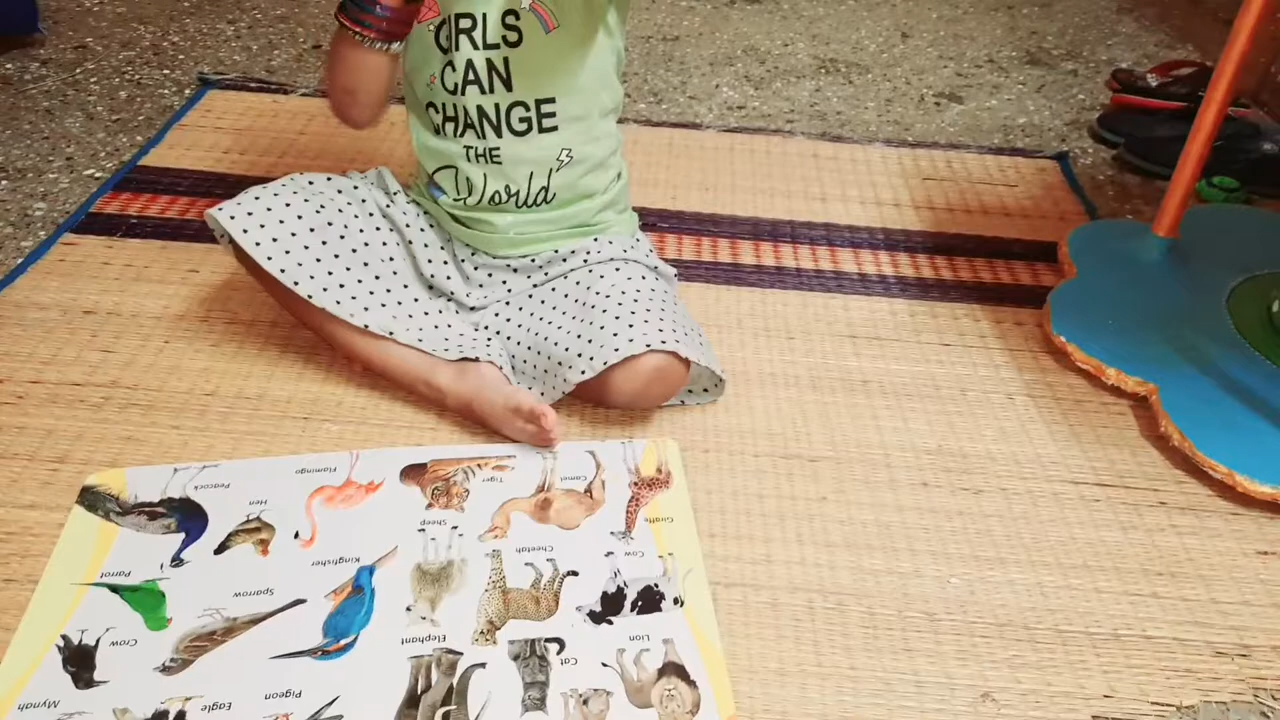 GIRLS
CAN
CHANGE
THE
World
Giraffe
Camel
Tiger
Flamingo
Hen
Peacock
Cow
Cheetah
Sheep
Kingfisher
Sparrow
Parrot
Lion
Cat
Elephant
Pigeon
Eagle
Crow
Mynah